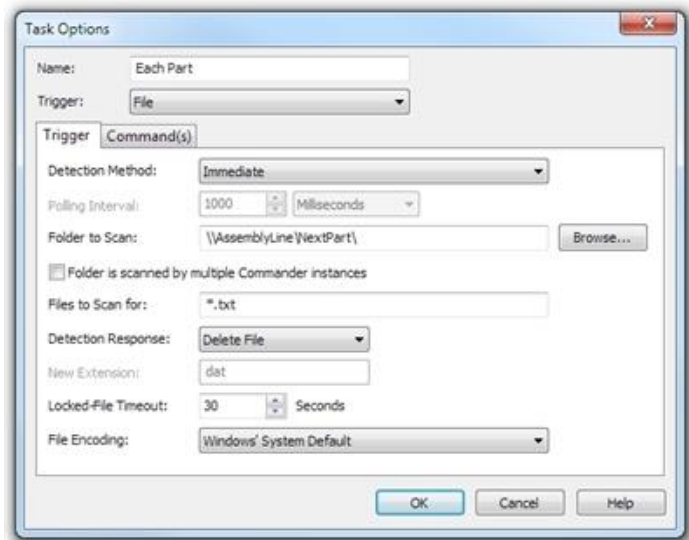 Task Options
Name: Each Part
Trigger: File
Trigger Command(s)
Detection Method: Immediate
Polling Interval: 1000 Milliseconds
Folder to Scan: \\AssemblyLine\NextPart\ Browse...
Folder is scanned by multiple Commander instances
Files to Scan for: *.txt
Detection Response: Delete File
New Extension: dat
Locked-File Timeout: 30 Seconds
File Encoding: Windows' System Default
OK Cancel Help